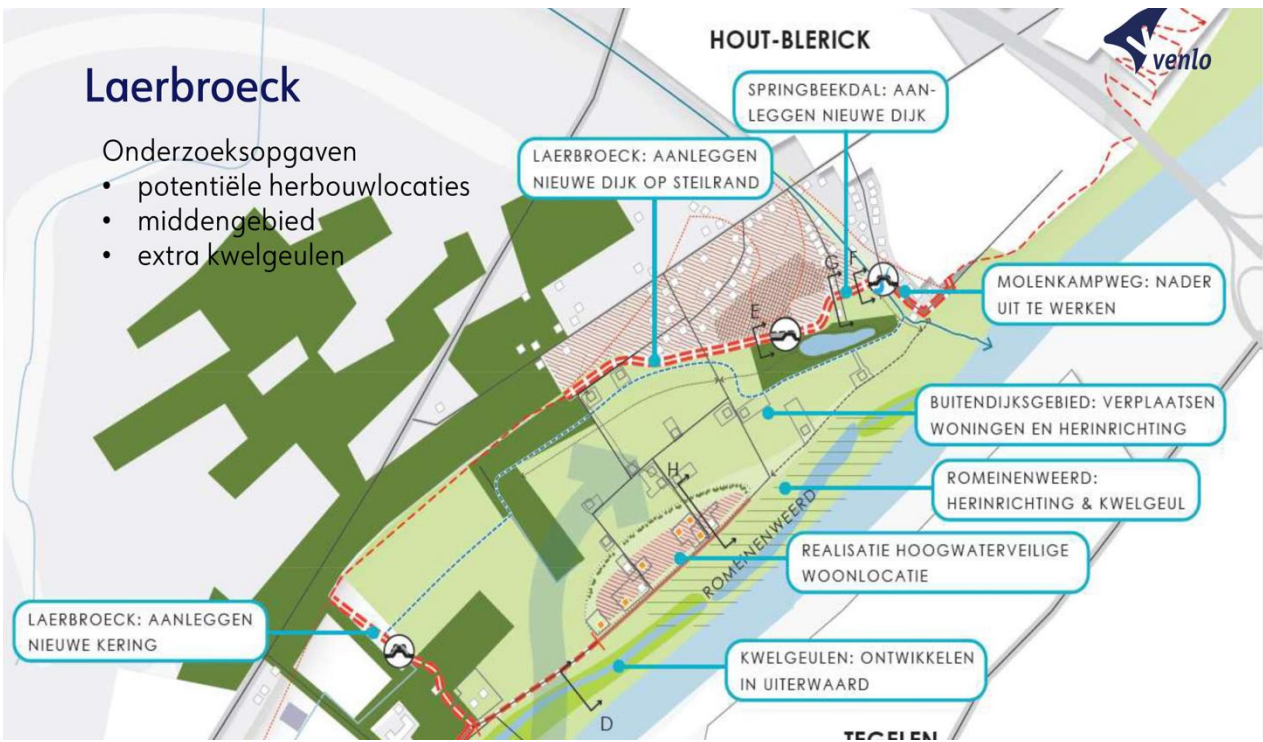 HOUT-BLERICK
venlo
Laerbroeck
Onderzoeksopgaven
• potentiële herbouwlocaties
• middengebied
• extra kwelgeulen
SPRINGBEEKDAL: AAN-
LEGGEN NIEUWE DIJK
LAERBROECK: AANLEGGEN
NIEUWE DIJK OP STEILRAND
G
F
E
MOLENKAMPWEG: NADER
UIT TE WERKEN
BUITENDIJKSGEBIED: VERPLAATSEN
WONINGEN EN HERINRICHTING
H
ROMEINENWEERD:
HERINRICHTING & KWELGEUL
ROMEINENWEERD
REALISATIE HOOGWATERVEILIGE
WOONLOCATIE
LAERBROECK: AANLEGGEN
NIEUWE KERING
KWELGEULEN: ONTWIKKELEN
IN UITERWAARD
D
TEGELEN